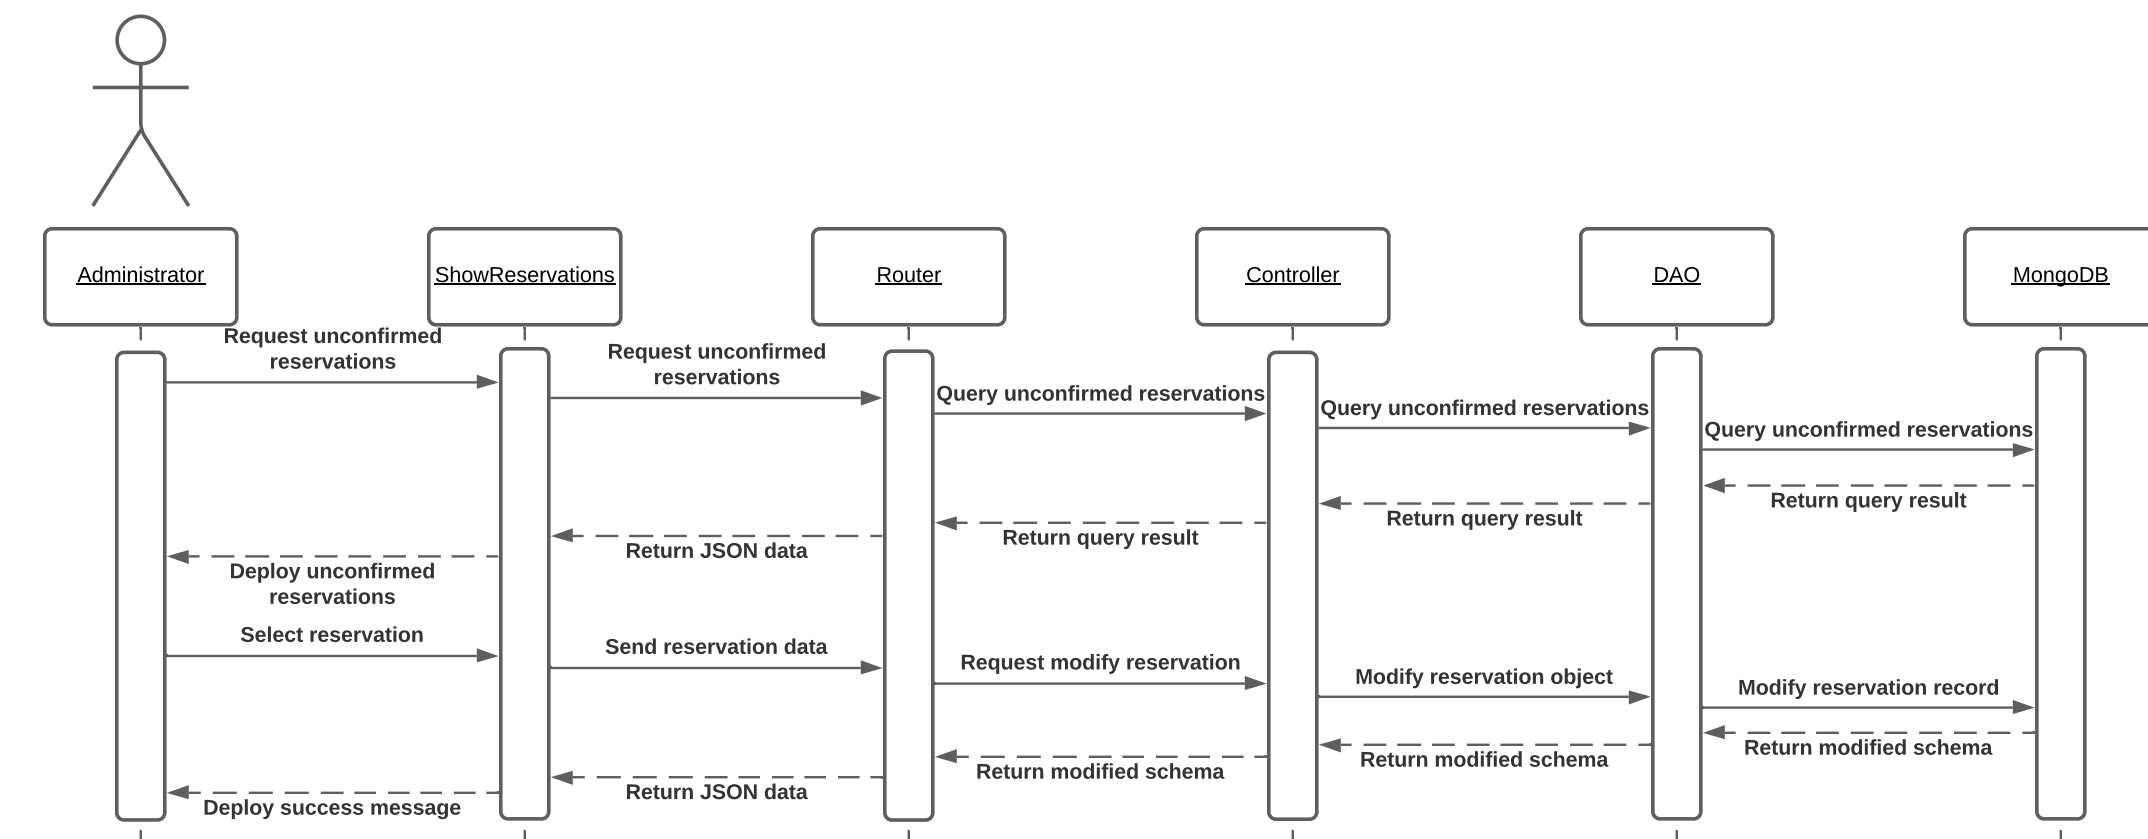 Administrator
ShowReservations
Router
Controller
DAO
MongoDB
Request unconfirmed
reservations
Request unconfirmed
reservations
Query unconfirmed reservations
Query unconfirmed reservations
Query unconfirmed reservations
Return query result
Return query result
Return query result
Return JSON data
Deploy unconfirmed
reservations
Select reservation
Send reservation data
Request modify reservation
Modify reservation object
Modify reservation record
Return modified schema
Return modified schema
Return modified schema
Return JSON data
Deploy success message